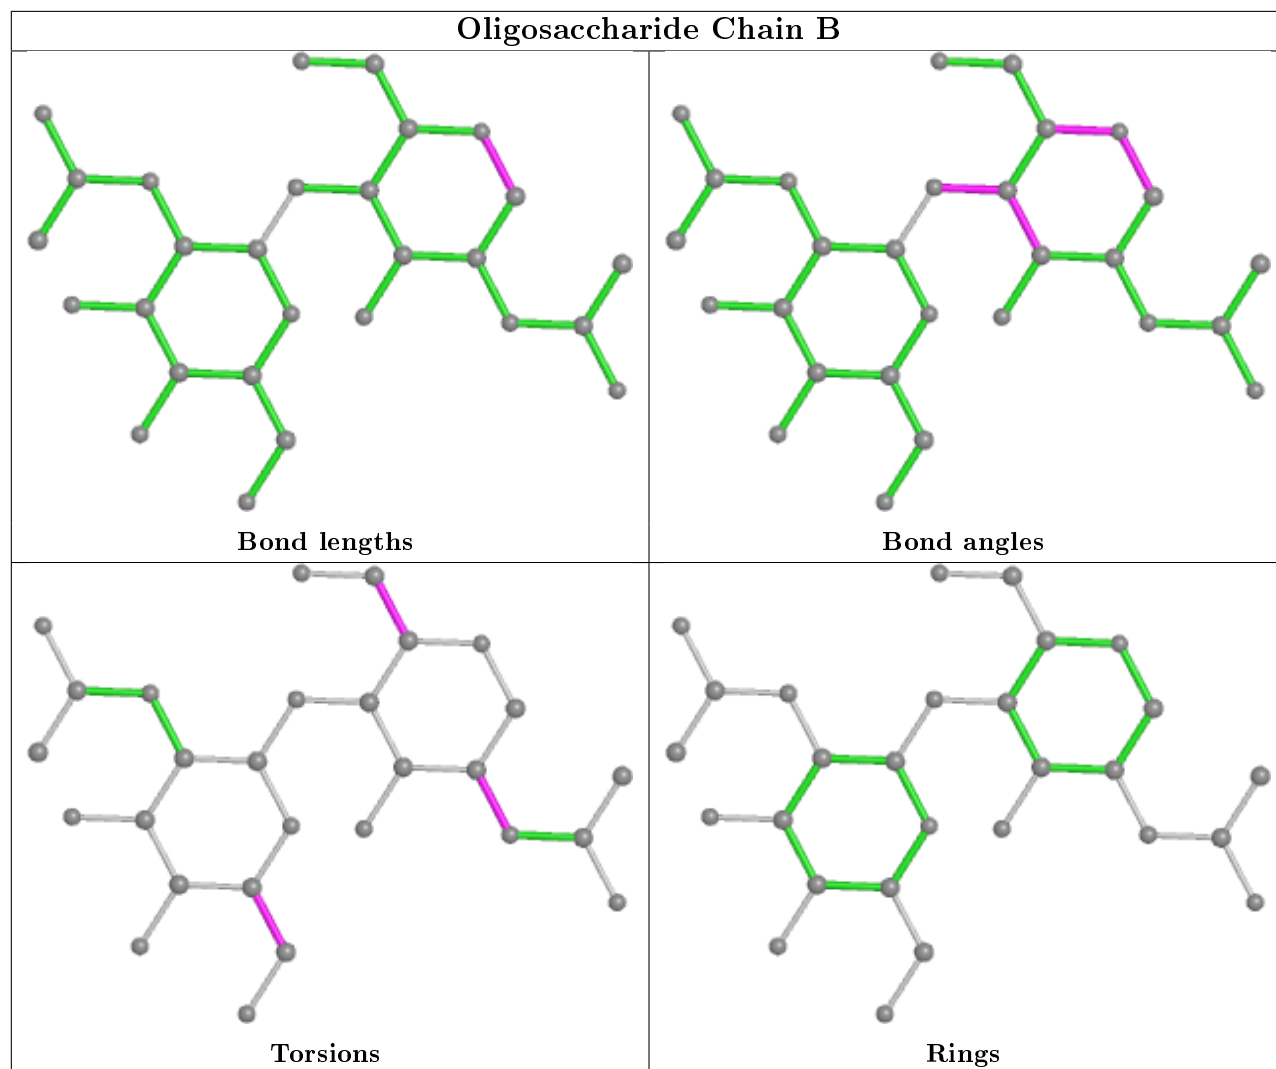 Oligosaccharide Chain B
Bond lengths
Bond angles
Torsions
Rings